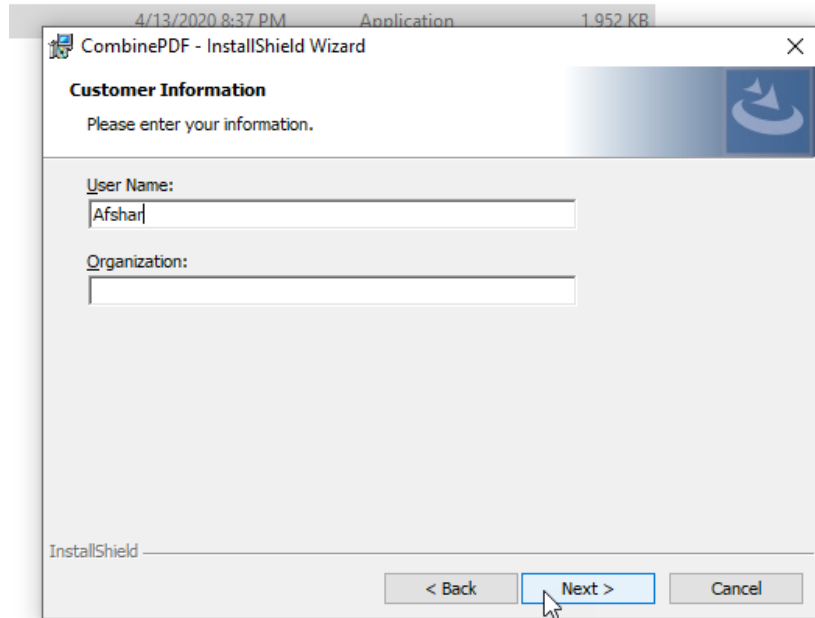 4/13/2020 8:37 PM Application 1,952 KB
CombinePDF - InstallShield Wizard
Customer Information
Please enter your information.
User Name:
Afshar
Organization:
InstallShield
< Back Next > Cancel